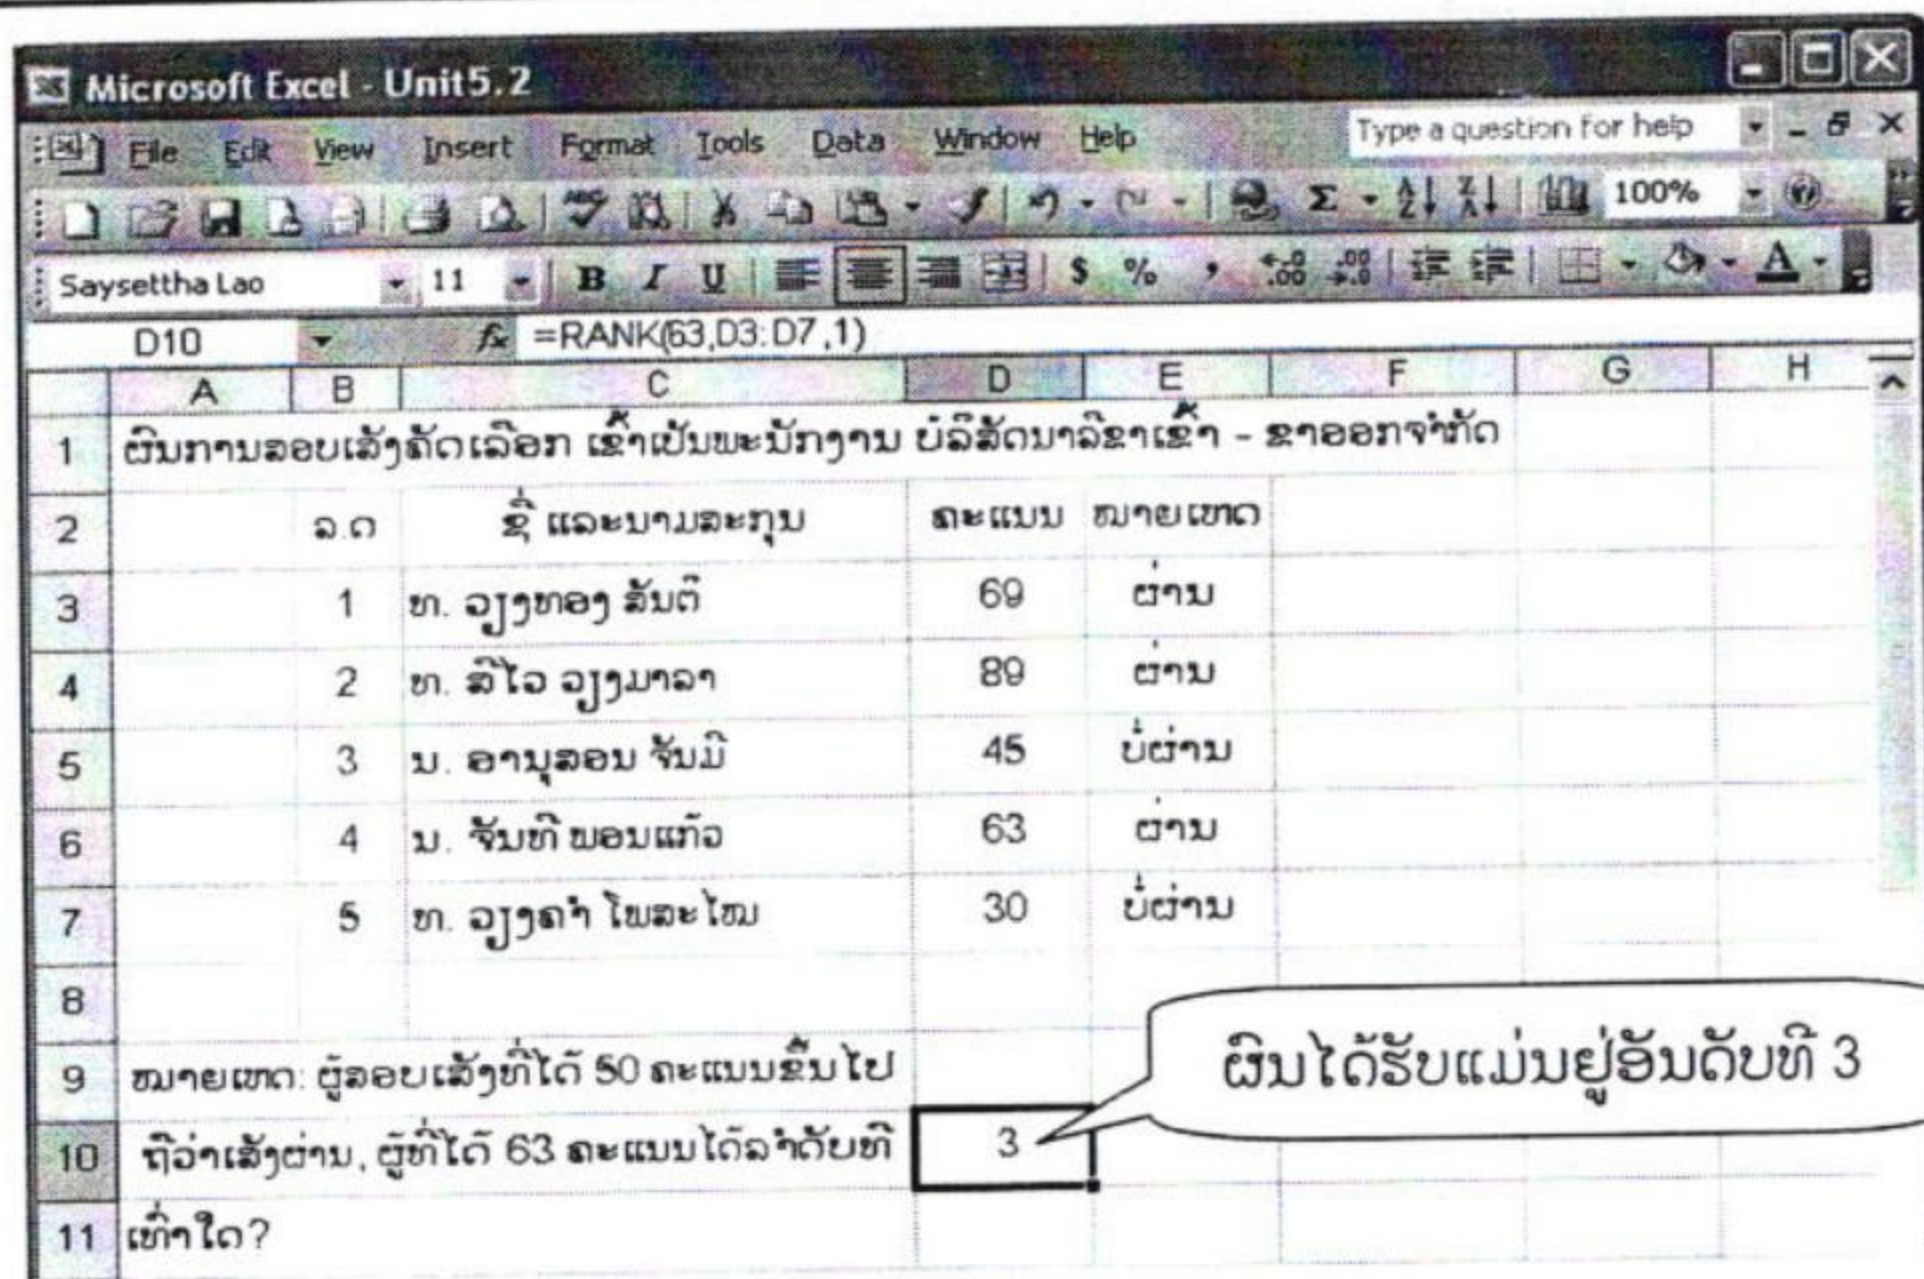 Microsoft Excel - Unit5.2
File Edit View Insert Format Tools Data Window Help Type a question for help
100%
Saysettha Lao 11 B I U $ % ,
D10 fx =RANK(63,D3:D7,1)
A B C D E F G H
1 ຜົນການສອບເສັງຄັດເລືອກ ເຂົ້າເປັນພະນັກງານ ບໍລິສັດມາລີຂາເຂົ້າ - ຂາອອກຈຳກັດ
2 ລ.ດ ຊື່ ແລະນາມສະກຸນ ຄະແນນ ໝາຍເຫດ
3 1 ທ. ວຽງທອງ ສັນຕິ 69 ຜ່ານ
4 2 ທ. ສີໄວ ວຽງມາລາ 89 ຜ່ານ
5 3 ນ. ອານຸສອນ ຈັນມີ 45 ບໍ່ຜ່ານ
6 4 ນ. ຈັນທີ ພອນແກ້ວ 63 ຜ່ານ
7 5 ທ. ວຽງຄຳ ໂພສະໄໝ 30 ບໍ່ຜ່ານ
8
9 ໝາຍເຫດ: ຜູ້ສອບເສັງທີ່ໄດ້ 50 ຄະແນນຂຶ້ນໄປ
ຜົນໄດ້ຮັບແມ່ນຢູ່ອັນດັບທີ 3
10 ຖືວ່າເສັງຜ່ານ, ຜູ້ທີ່ໄດ້ 63 ຄະແນນໄດ້ລຳດັບທີ 3
11 ເທົ່າໃດ?